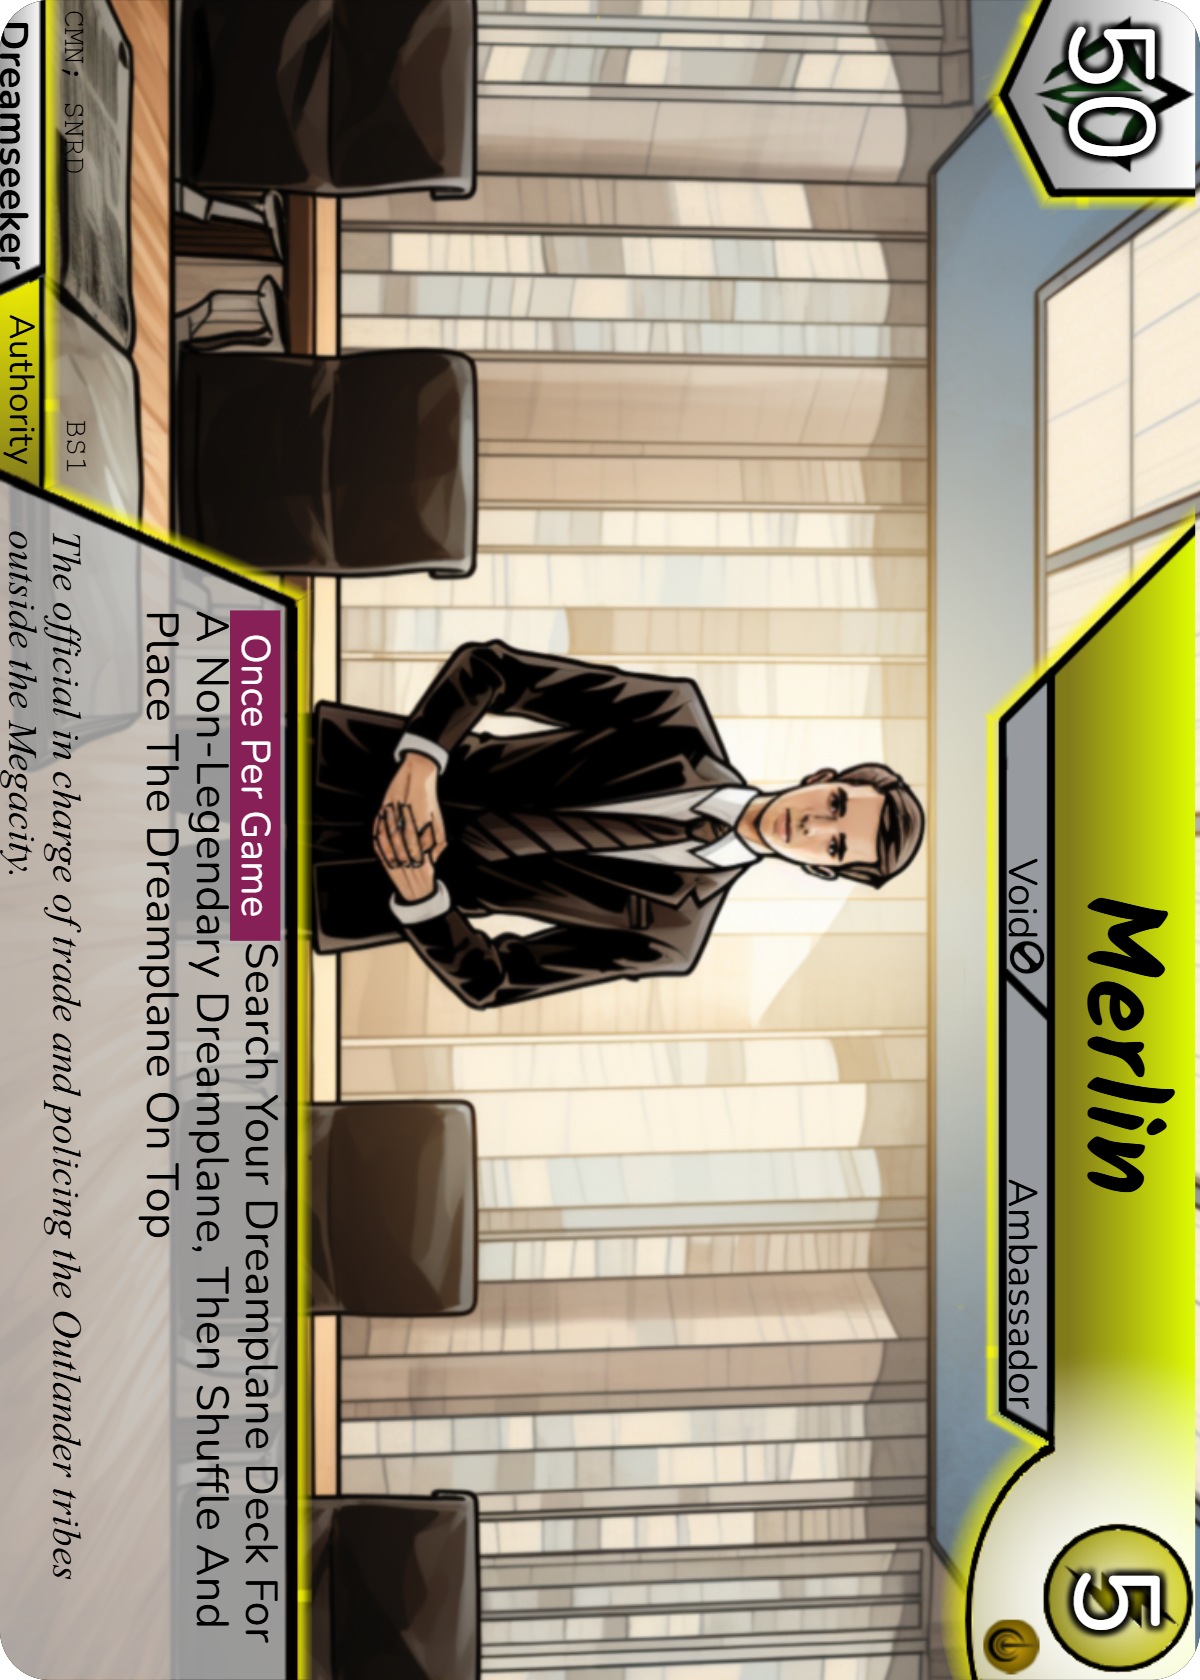 50
Merlin
5
Void
Ambassador
Once Per Game Search Your Dreamplane Deck For
A Non-Legendary Dreamplane, Then Shuffle And
Place The Dreamplane On Top
CMN; SNRD
BS1
The official in charge of trade and policing the Outlander tribes
outside the Megacity.
Dreamseeker
Authority